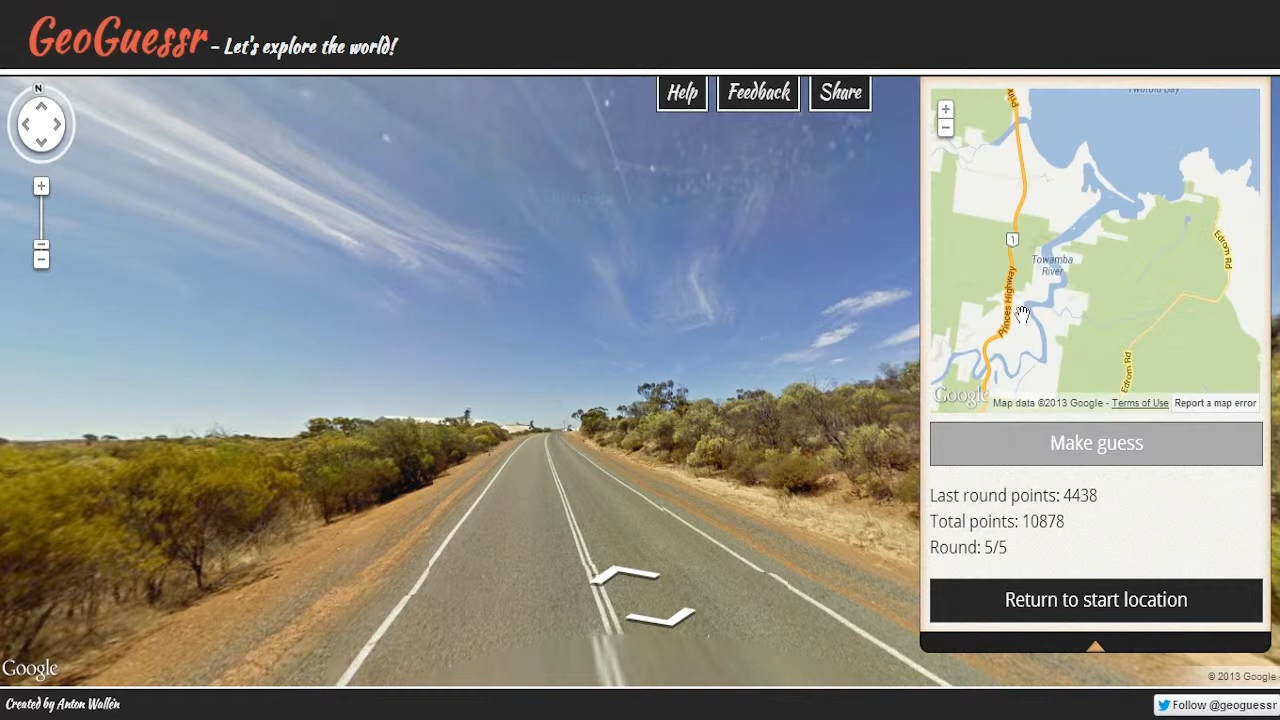 GeoGuessr - Let's explore the world!
N
Help
Feedback
Share
+
-
+
-
Twofold Bay
1
Towamba
River
Princes Highway
Edrom Rd
Edrom Rd
Google
Map data ©2013 Google - Terms of Use
Report a map error
Make guess
Last round points: 4438
Total points: 10878
Round: 5/5
Return to start location
Google
© 2013 Google
Created by Anton Wallén
Follow @geoguessr